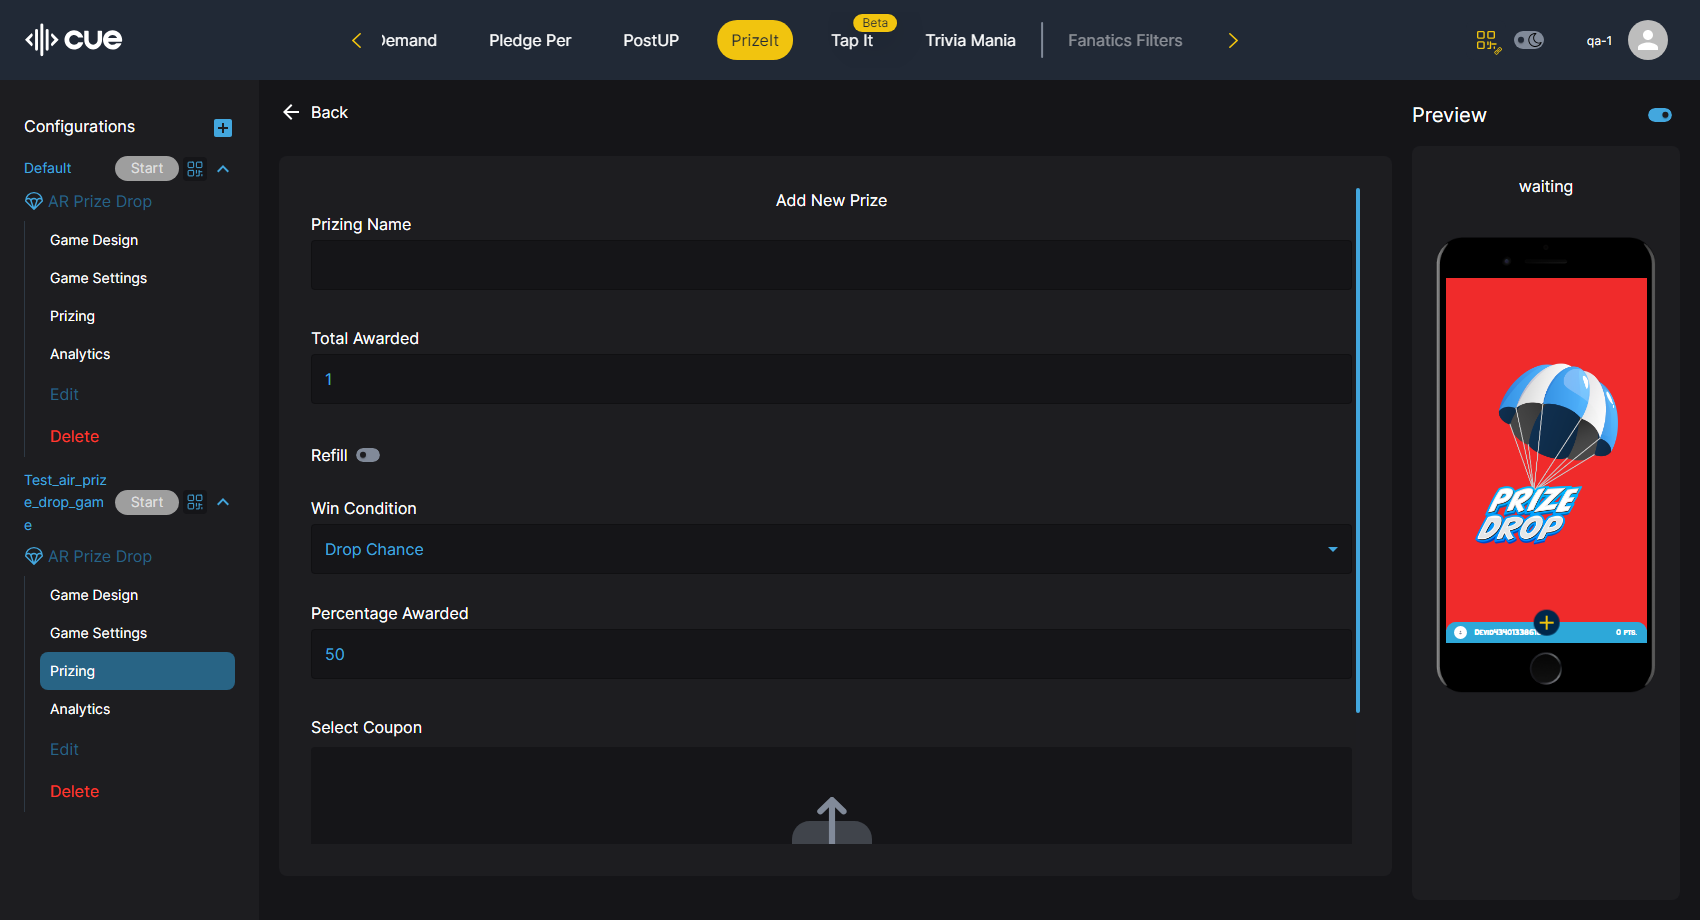 cue
Demand
Pledge Per
PostUP
PrizeIt
Beta
Tap It
Trivia Mania
Fanatics Filters
qa-1
Configurations
Default
Start
AR Prize Drop
Game Design
Game Settings
Prizing
Analytics
Edit
Delete
Test_air_priz
e_drop_gam
e
Start
AR Prize Drop
Game Design
Game Settings
Prizing
Analytics
Edit
Delete
Back
Add New Prize
Prizing Name
Total Awarded
1
Refill
Win Condition
Drop Chance
Percentage Awarded
50
Select Coupon
Preview
waiting
PRIZE
DROP
0 PTS.